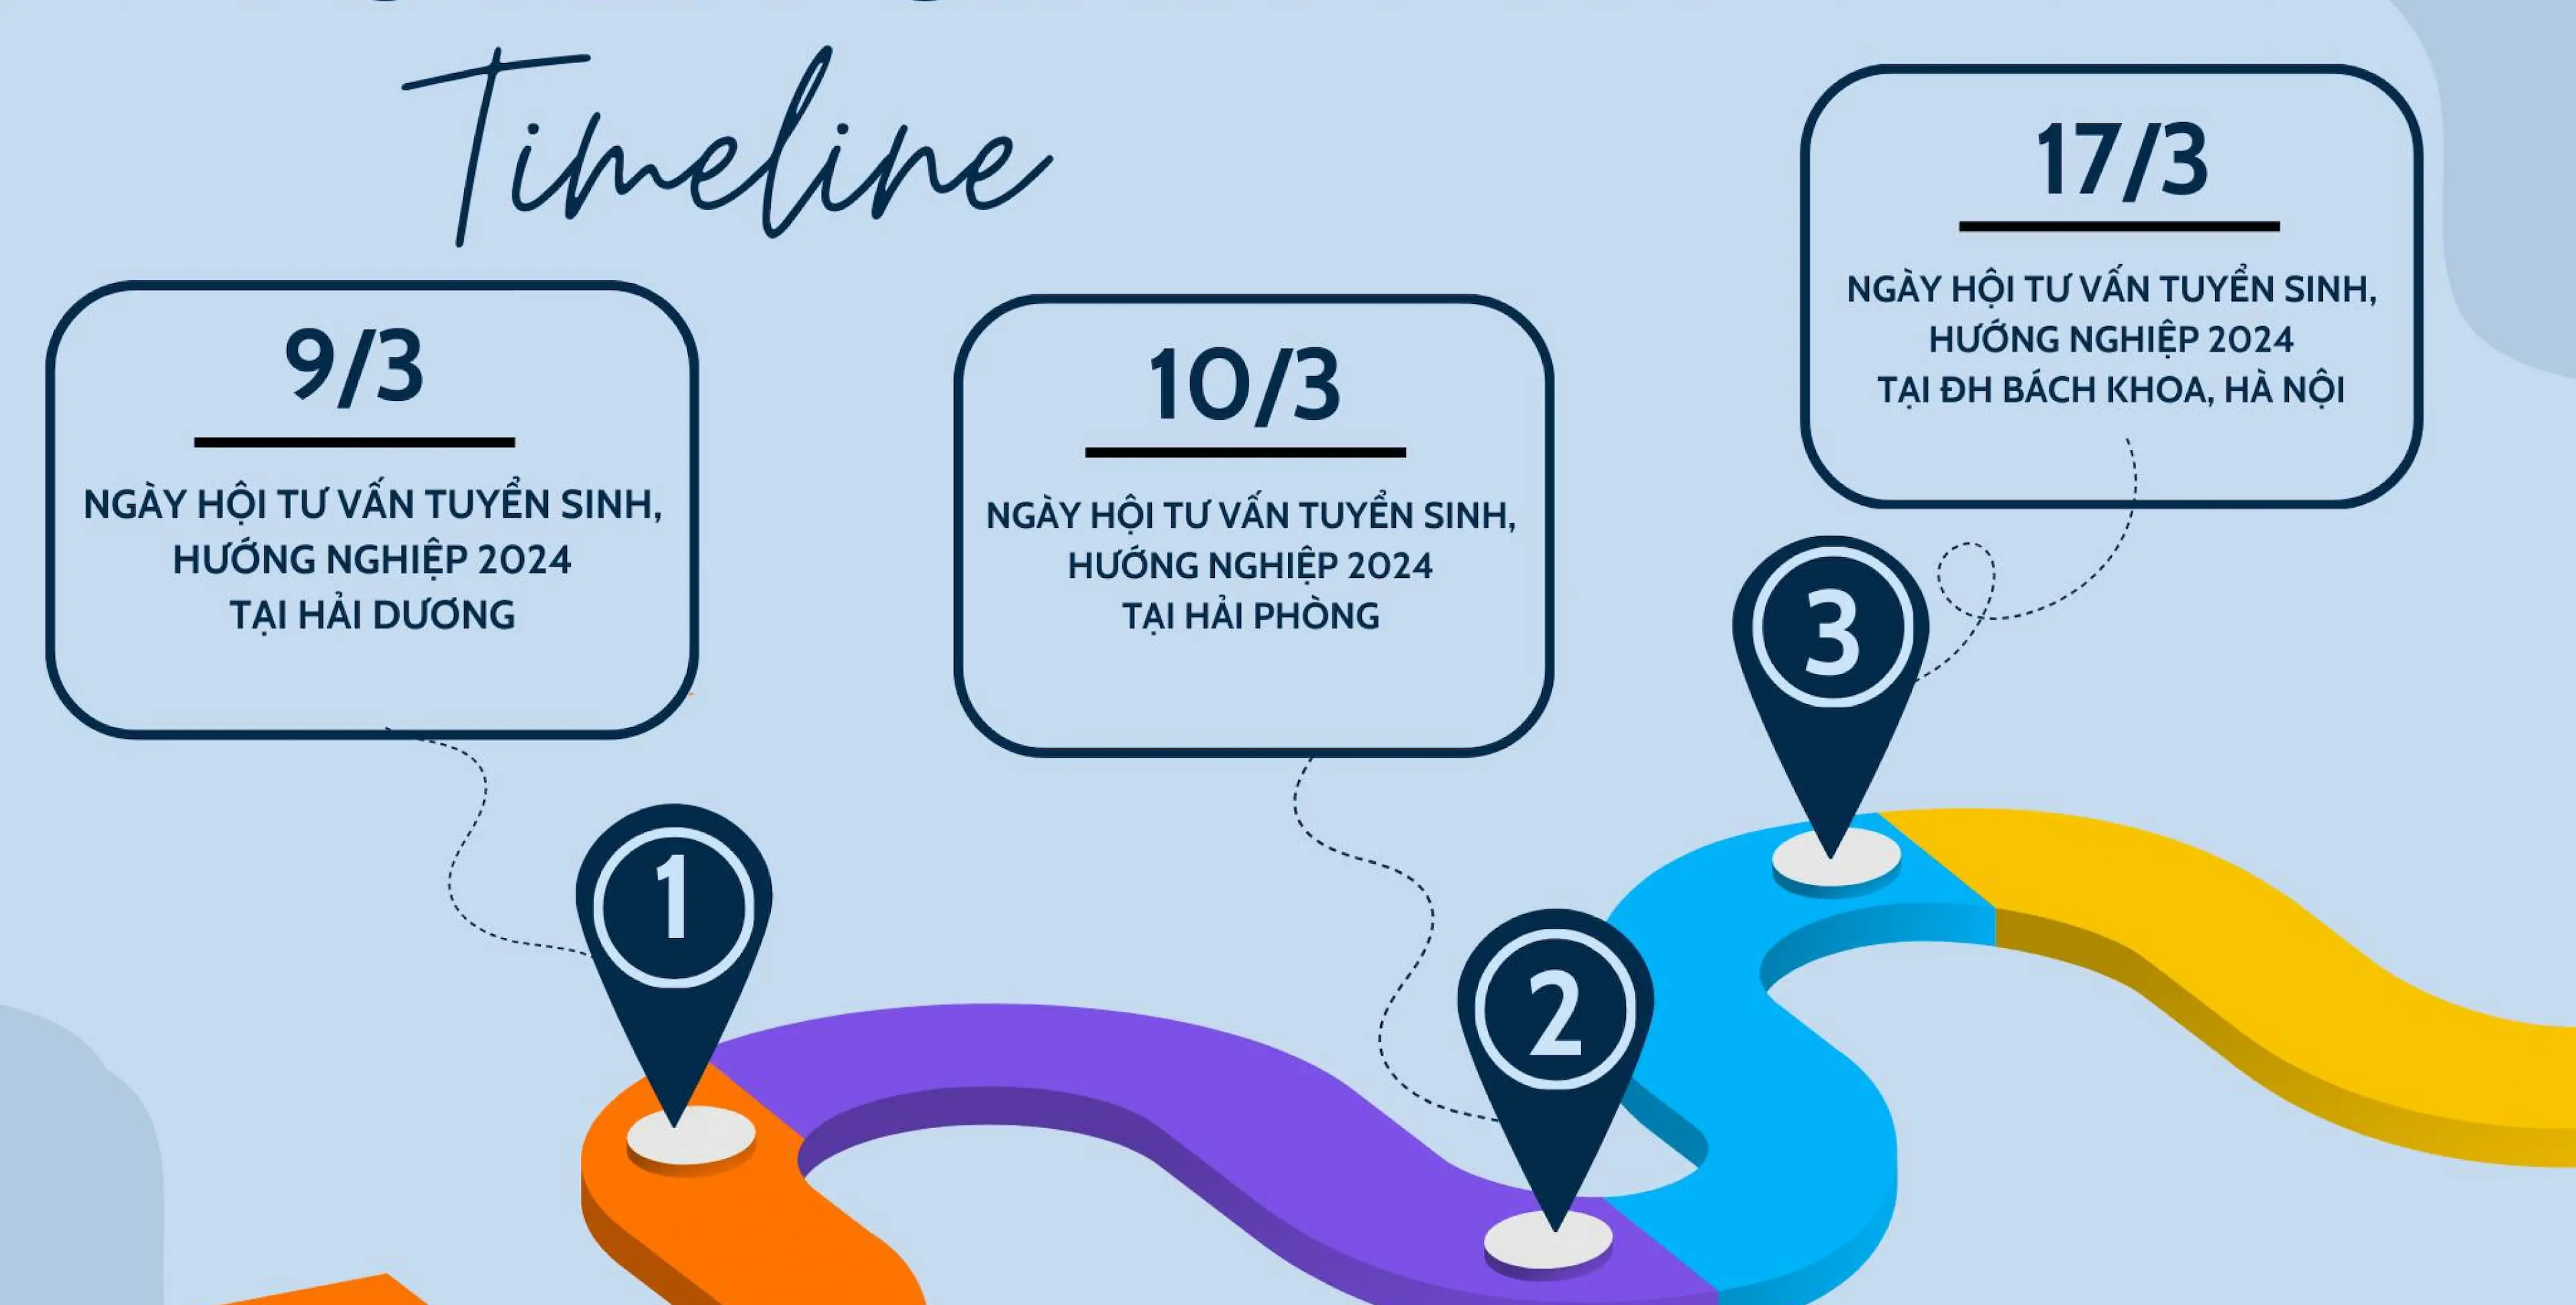 Timeline
9/3
NGÀY HỘI TƯ VẤN TUYỂN SINH,
HƯỚNG NGHIỆP 2024
TẠI HẢI DƯƠNG
10/3
NGÀY HỘI TƯ VẤN TUYỂN SINH,
HƯỚNG NGHIỆP 2024
TẠI HẢI PHÒNG
17/3
NGÀY HỘI TƯ VẤN TUYỂN SINH,
HƯỚNG NGHIỆP 2024
TẠI ĐH BÁCH KHOA, HÀ NỘI
1
2
3